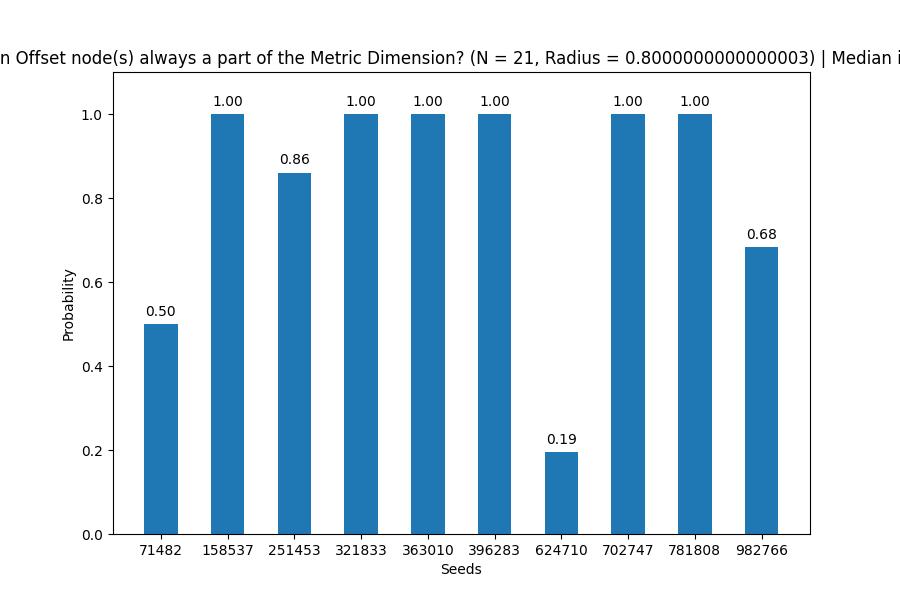 n Offset node(s) always a part of the Metric Dimension? (N = 21, Radius = 0.8000000000000003) | Median i
1.00 1.00 1.00 1.00 1.00 1.00
0.86
0.68
0.50
0.19
1.0
0.8
0.6
0.4
0.2
0.0
Probability
71482 158537 251453 321833 363010 396283 624710 702747 781808 982766
Seeds